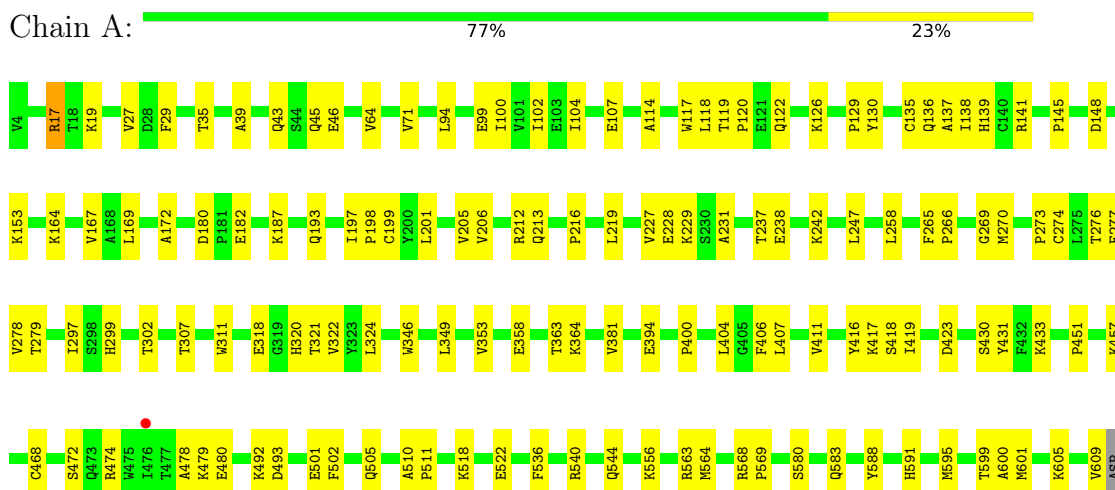 Chain A:
77% 23%
V4 R17 T18 K19 V27 D28 F29 T35 A39 Q43 S44 Q45 E46 V64 V71 L94 E99 I100 V101 I102 E103 I104 E107 A114 W117 L118 T119 P120 E121 Q122 K126 P129 Y130 C135 Q136 A137 I138 H139 C140 R141 P145 D148
K153 K164 V167 A168 L169 A172 D180 P181 E182 K187 Q193 I197 P198 C199 Y200 L201 V205 V206 R212 Q213 P216 L219 V227 E228 K229 S230 A231 T237 E238 K242 L247 L258 F265 P266 G269 M270 P273 C274 L275 T276 E277
V278 T279 I297 S298 H299 T302 T307 W311 E318 G319 H320 T321 V322 Y323 L324 W346 L349 V353 E358 T363 K364 V381 E394 P400 L404 G405 F406 L407 V411 Y416 K417 S418 I419 D423 S430 Y431 F432 K433 P451 K457
C468 S472 Q473 R474 W475 I476 T477 A478 K479 E480 K492 D493 E501 F502 Q505 A510 P511 K518 E522 F536 R540 Q544 K556 R563 M564 R568 P569 S580 Q583 Y588 H591 M595 T599 A600 M601 K605 V609 ASP